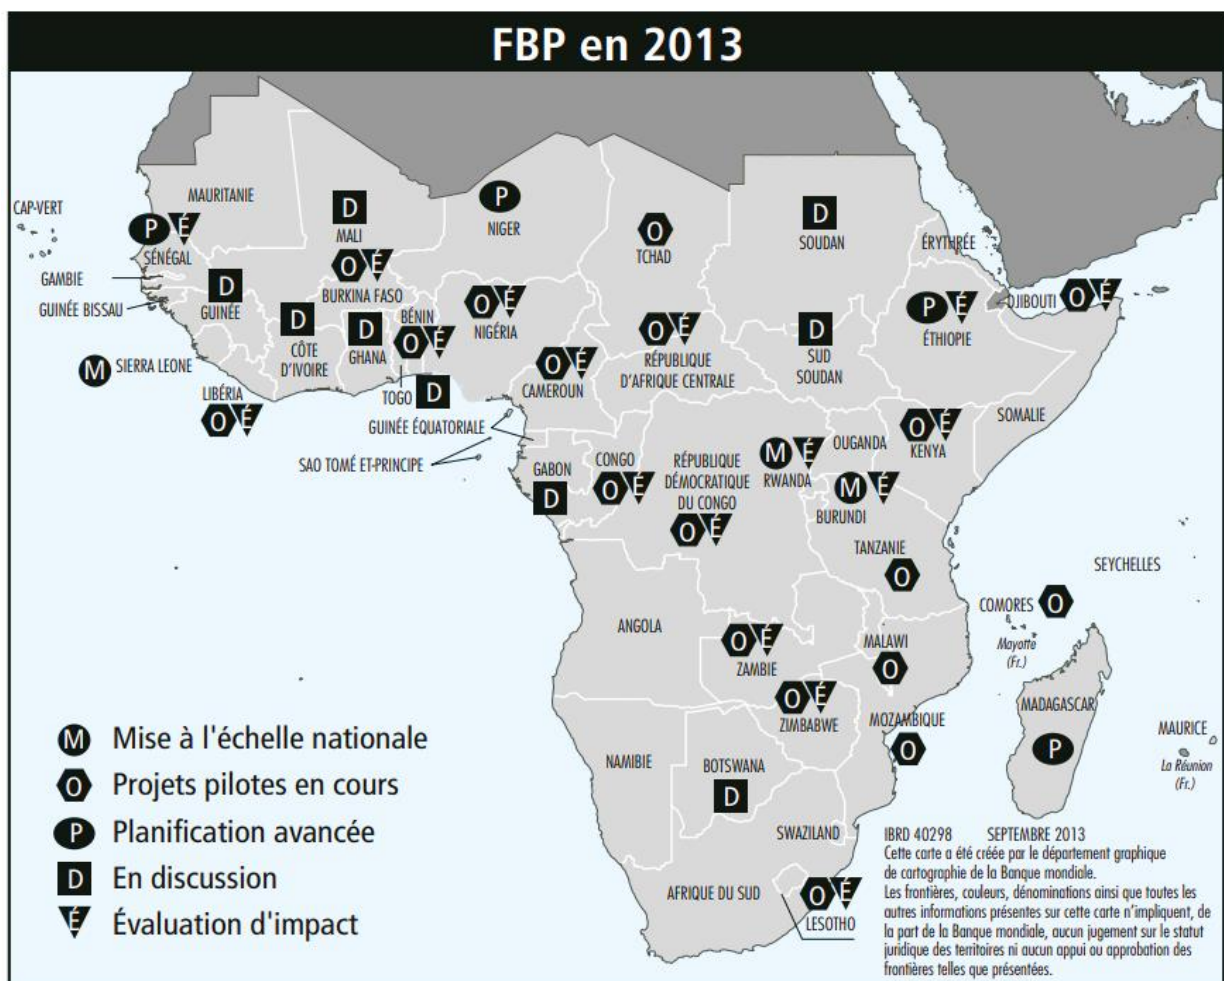 FBP en 2013
MAURITANIE
CAP-VERT
D
MALI
P
NIGER
O
TCHAD
D
SOUDAN
ÉRYTHRÉE
P É
SÉNÉGAL
GAMBIE
GUINÉE BISSAU
D
GUINÉE
O É
BURKINA FASO
D
CÔTE
D'IVOIRE
D
GHANA
BÉNIN
O É
O É
NIGÉRIA
O É
RÉPUBLIQUE
D'AFRIQUE CENTRALE
D
SUD
SOUDAN
P É
ÉTHIOPIE
DJIBOUTI O É
M SIERRA LEONE
LIBÉRIA
O É
TOGO D
O É
CAMEROUN
GUINÉE ÉQUATORIALE
SAO TOMÉ ET-PRINCIPE
GABON
D
CONGO
O É
RÉPUBLIQUE
DÉMOCRATIQUE
DU CONGO
O É
M É
RWANDA
OUGANDA
O É
KENYA
SOMALIE
M É
BURUNDI
TANZANIE
O
SEYCHELLES
COMORES O
Mayotte
(Fr.)
ANGOLA
O É
ZAMBIE
MALAWI
O
O É
ZIMBABWE
MOZAMBIQUE
O
MADAGASCAR
P
MAURICE
La Réunion
(Fr.)
NAMIBIE
BOTSWANA
D
SWAZILAND
AFRIQUE DU SUD
O É
LESOTHO
M Mise à l'échelle nationale
O Projets pilotes en cours
P Planification avancée
D En discussion
É Évaluation d'impact
IBRD 40298 SEPTEMBRE 2013
Cette carte a été créée par le département graphique
de cartographie de la Banque mondiale.
Les frontières, couleurs, dénominations ainsi que toutes les
autres informations présentes sur cette carte n'impliquent, de
la part de la Banque mondiale, aucun jugement sur le statut
juridique des territoires ni aucun appui ou approbation des
frontières telles que présentées.